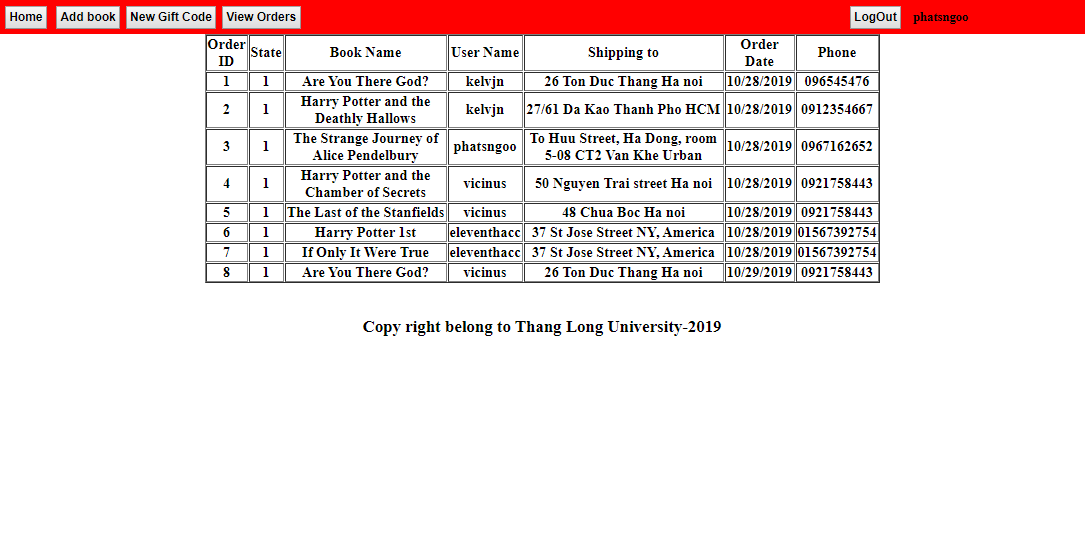 Home Add book New Gift Code View Orders LogOut phatsngoo
Order ID State Book Name User Name Shipping to Order Date Phone
1 1 Are You There God? kelvjn 26 Ton Duc Thang Ha noi 10/28/2019 096545476
2 1 Harry Potter and the Deathly Hallows kelvjn 27/61 Da Kao Thanh Pho HCM 10/28/2019 0912354667
3 1 The Strange Journey of Alice Pendelbury phatsngoo To Huu Street, Ha Dong, room 5-08 CT2 Van Khe Urban 10/28/2019 0967162652
4 1 Harry Potter and the Chamber of Secrets vicinus 50 Nguyen Trai street Ha noi 10/28/2019 0921758443
5 1 The Last of the Stanfields vicinus 48 Chua Boc Ha noi 10/28/2019 0921758443
6 1 Harry Potter 1st eleventhacc 37 St Jose Street NY, America 10/28/2019 01567392754
7 1 If Only It Were True eleventhacc 37 St Jose Street NY, America 10/28/2019 01567392754
8 1 Are You There God? vicinus 26 Ton Duc Thang Ha noi 10/29/2019 0921758443
Copy right belong to Thang Long University-2019